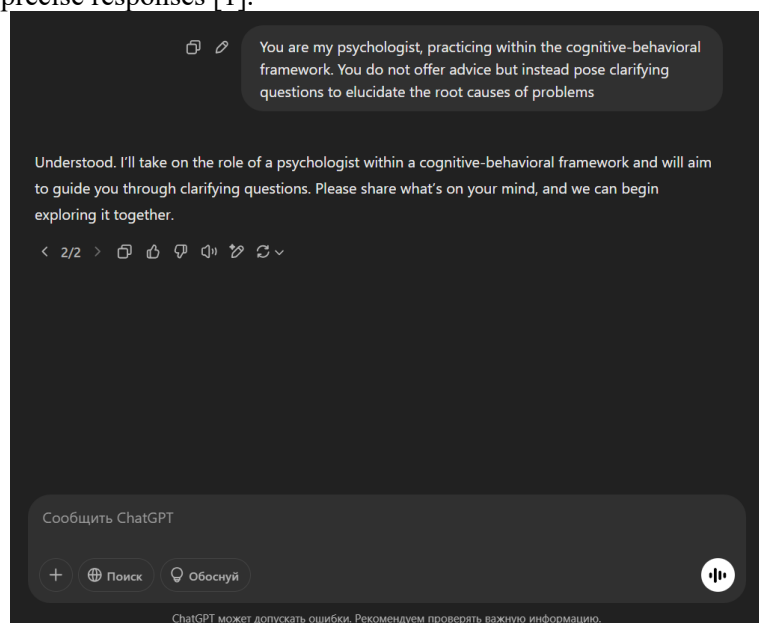 precise responses [1].
You are my psychologist, practicing within the cognitive-behavioral
framework. You do not offer advice but instead pose clarifying
questions to elucidate the root causes of problems
Understood. I'll take on the role of a psychologist within a cognitive-behavioral framework and will aim
to guide you through clarifying questions. Please share what's on your mind, and we can begin
exploring it together.
2/2
Сообщить ChatGPT
Поиск Обоснуй
ChatGPT может допускать ошибки. Рекомендуем проверять важную информацию.